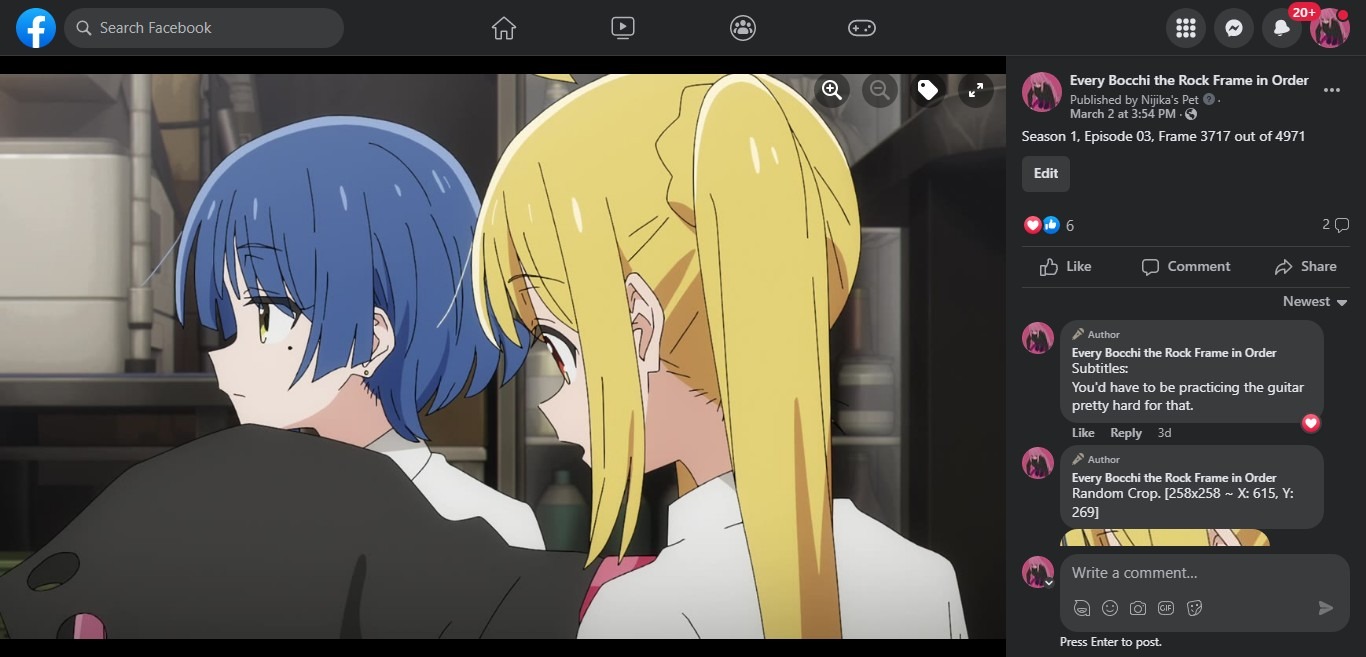 Search Facebook
20+
Every Bocchi the Rock Frame in Order
Published by Nijika's Pet ? ·
March 2 at 3:54 PM ·
Season 1, Episode 03, Frame 3717 out of 4971
Edit
6
2
Like
Comment
Share
Newest
Author
Every Bocchi the Rock Frame in Order
Subtitles:
You'd have to be practicing the guitar
pretty hard for that.
Like Reply 3d
Author
Every Bocchi the Rock Frame in Order
Random Crop. [258x258 ~ X: 615, Y:
269]
Write a comment...
GIF
Press Enter to post.